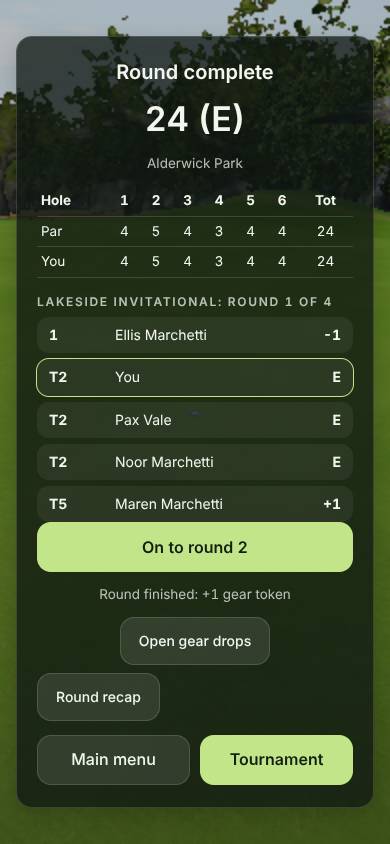 Round complete
24 (E)
Alderwick Park
Hole 1 2 3 4 5 6 Tot
Par 4 5 4 3 4 4 24
You 4 5 4 3 4 4 24
LAKESIDE INVITATIONAL: ROUND 1 OF 4
1 Ellis Marchetti -1
T2 You E
T2 Pax Vale E
T2 Noor Marchetti E
T5 Maren Marchetti +1
On to round 2
Round finished: +1 gear token
Open gear drops
Round recap
Main menu Tournament